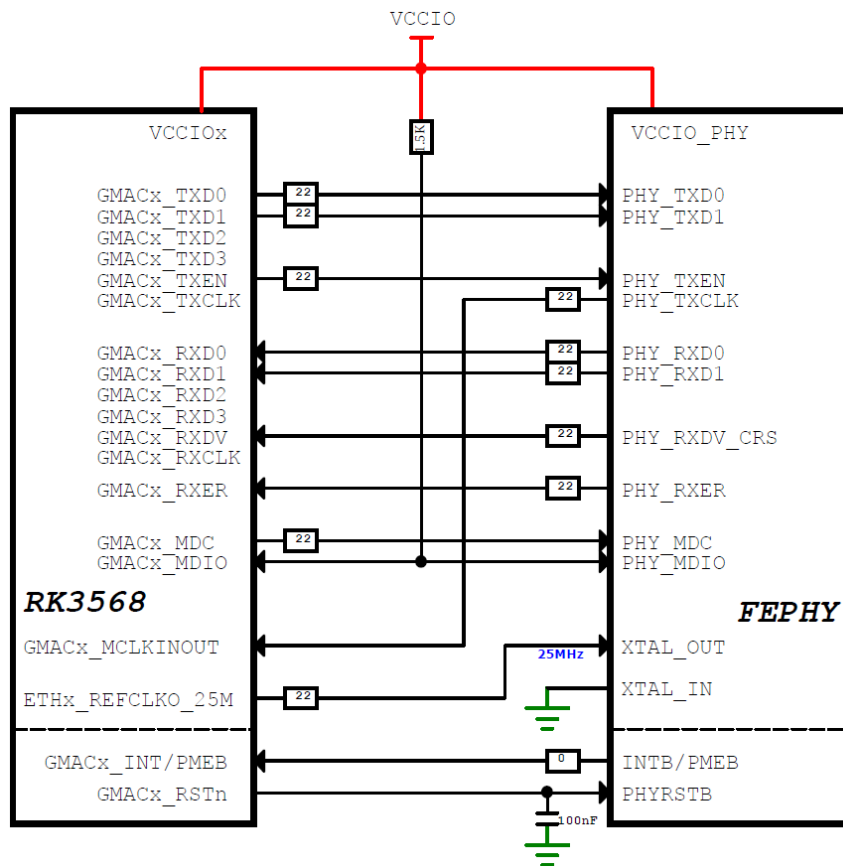 VCCIO
VCCIOx
1.5K
VCCIO_PHY
GMACx_TXD0 22 PHY_TXD0
GMACx_TXD1 22 PHY_TXD1
GMACx_TXD2
GMACx_TXD3
GMACx_TXEN 22 PHY_TXEN
GMACx_TXCLK 22 PHY_TXCLK
GMACx_RXD0 22 PHY_RXD0
GMACx_RXD1 22 PHY_RXD1
GMACx_RXD2
GMACx_RXD3
GMACx_RXDV 22 PHY_RXDV_CRS
GMACx_RXCLK
GMACx_RXER 22 PHY_RXER
GMACx_MDC 22 PHY_MDC
GMACx_MDIO PHY_MDIO
RK3568 FEPHY
GMACx_MCLKINOUT 25MHz XTAL_OUT
ETHx_REFCLKO_25M 22 XTAL_IN
GMACx_INT/PMEB 0 INTB/PMEB
GMACx_RSTn PHYRSTB
100nF